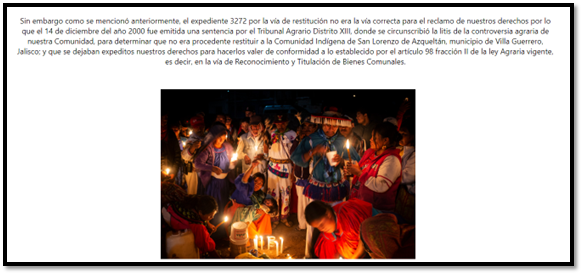 Sin embargo como se mencionó anteriormente, el expediente 3272 por la vía de restitución no era la vía correcta para el reclamo de nuestros derechos por lo
que el 14 de diciembre del año 2000 fue emitida una sentencia por el Tribunal Agrario Distrito XIII, donde se circunscribió la litis de la controversia agraria de
nuestra Comunidad, para determinar que no era procedente restituir a la Comunidad Indígena de San Lorenzo de Azqueltán, municipio de Villa Guerrero,
Jalisco; y que se dejaban expeditos nuestros derechos para hacerlos valer de conformidad a lo establecido por el artículo 98 fracción II de la ley Agraria vigente,
es decir, en la vía de Reconocimiento y Titulación de Bienes Comunales.